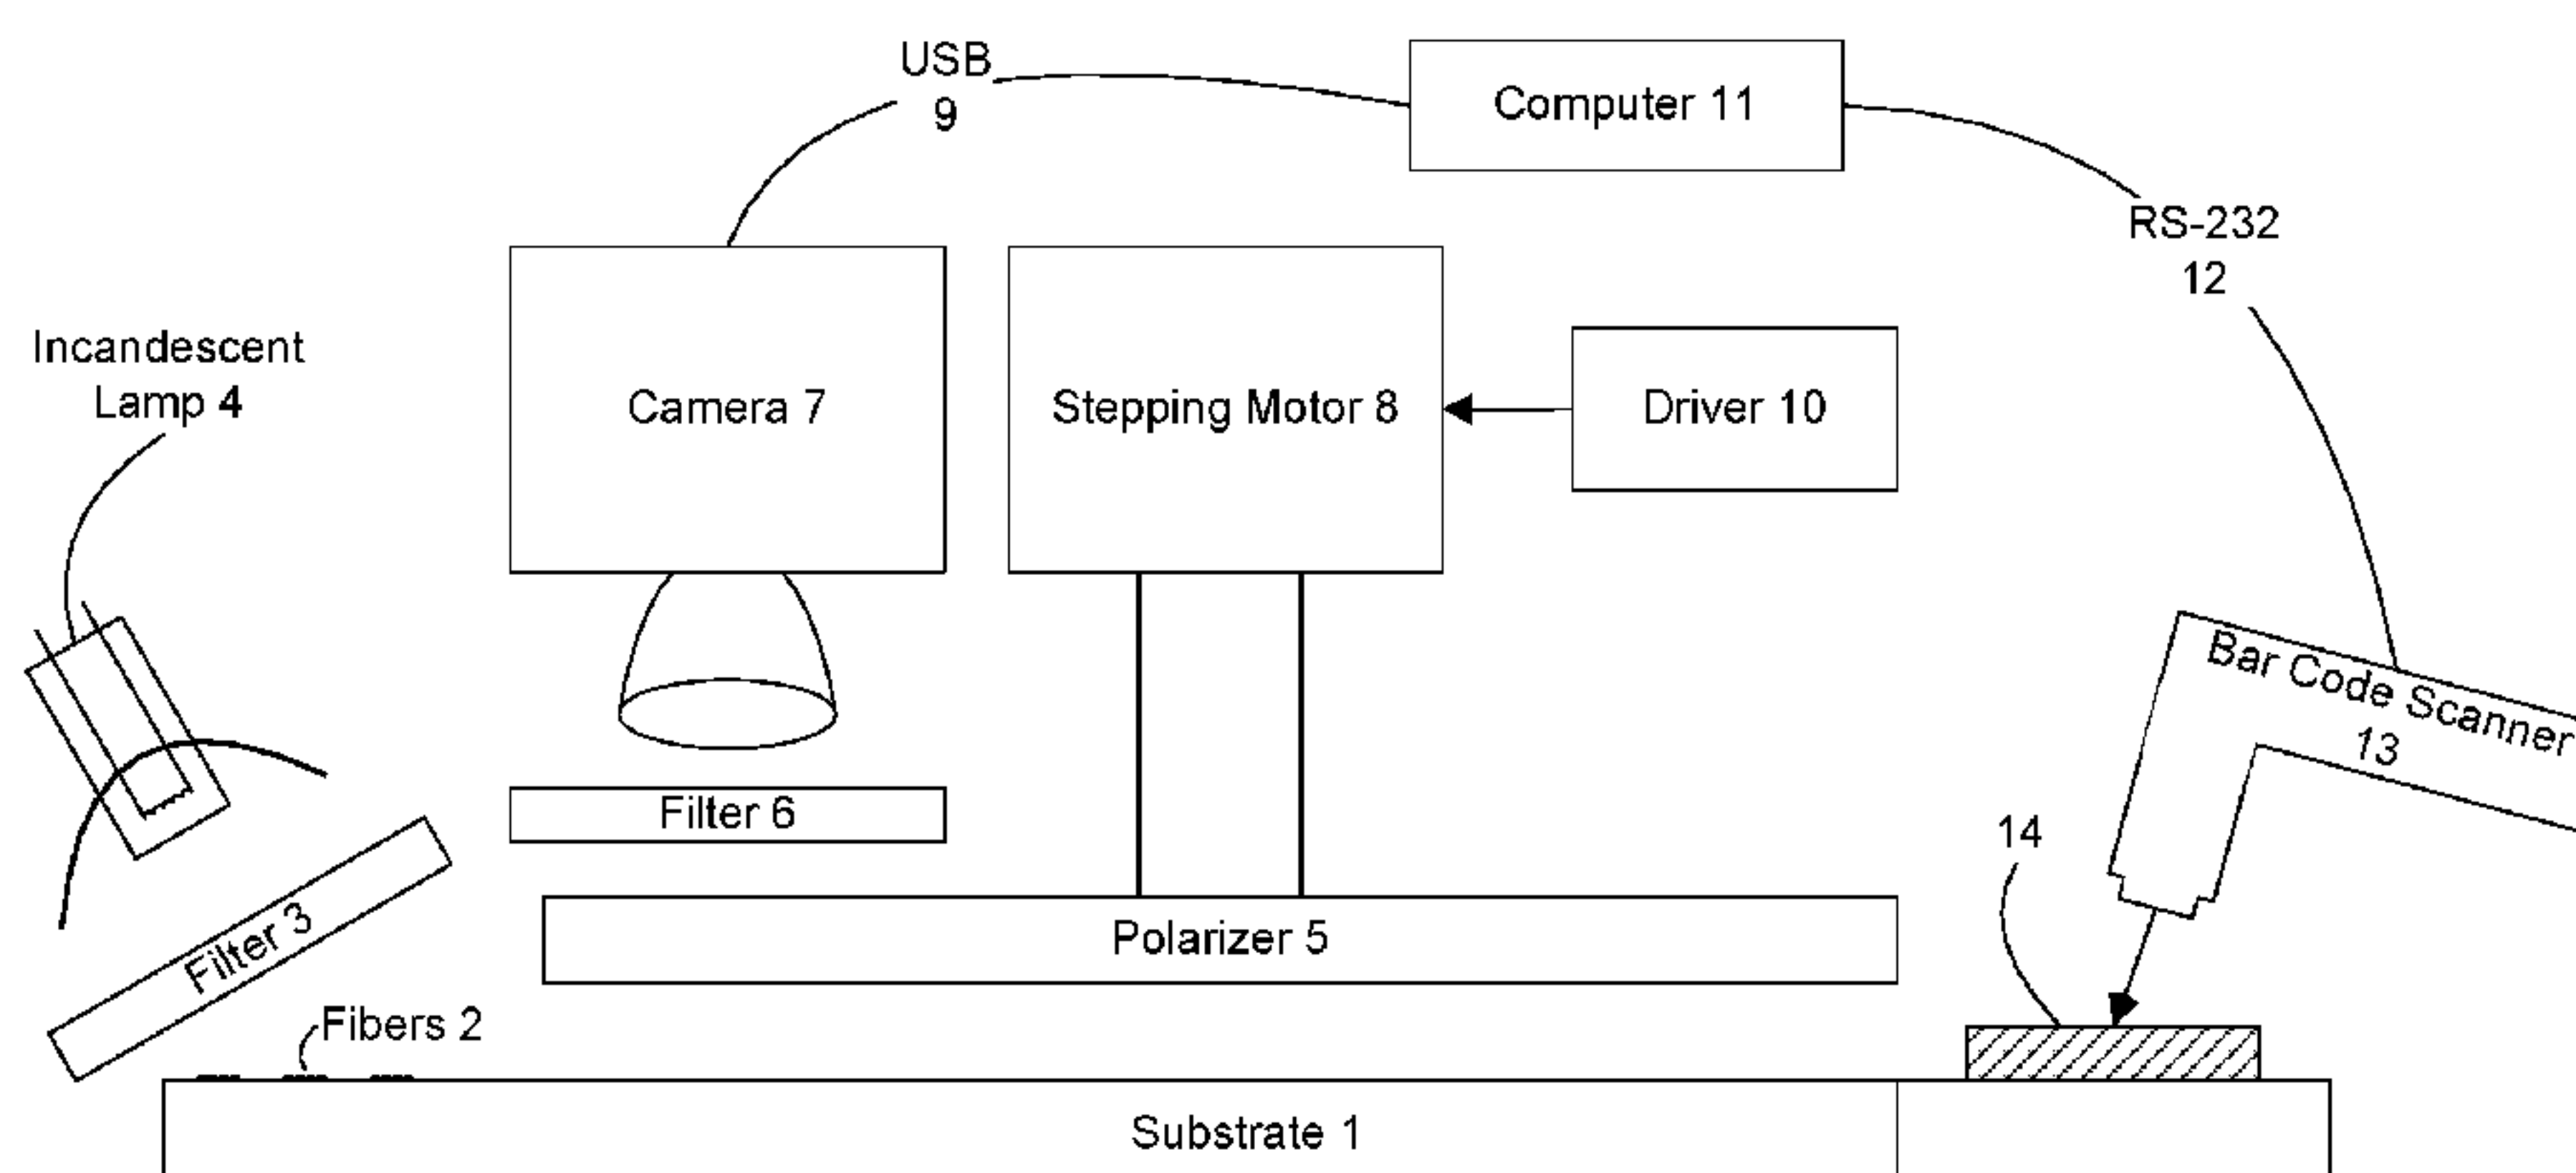 USB
9
Computer 11
RS-232
12
Incandescent
Lamp 4
Camera 7
Stepping Motor 8
Driver 10
Bar Code Scanner
13
Filter 6
14
Filter 3
Polarizer 5
Fibers 2
Substrate 1